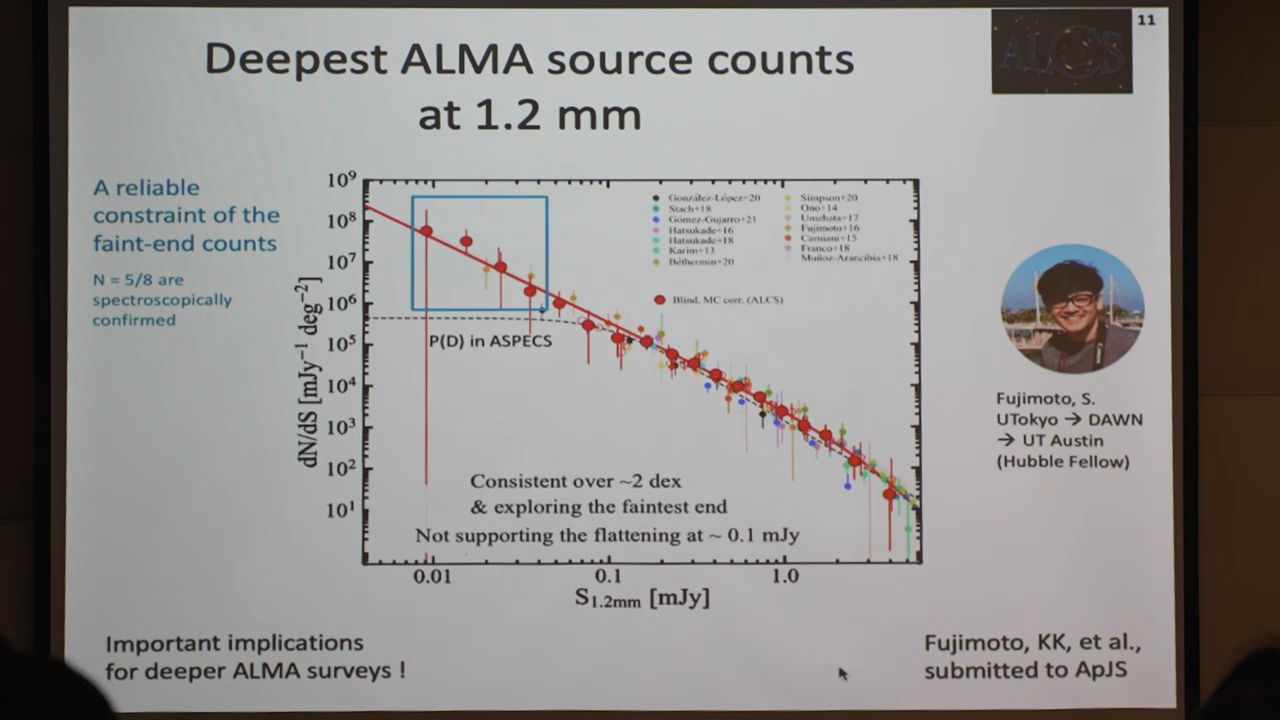 Deepest ALMA source counts
at 1.2 mm
ALCS
11
A reliable
constraint of the
faint-end counts
N = 5/8 are
spectroscopically
confirmed
dN/dS [mJy⁻¹ deg⁻²]
10⁹
10⁸
10⁷
10⁶
10⁵
10⁴
10³
10²
10¹
González-López+20
Stach+18
Gómez-Gujarro+21
Hatsukade+16
Hatsukade+18
Karim+13
Béthermin+20
Simpson+20
Ono+14
Umehata+17
Fujimoto+16
Carniani+15
Franco+18
Muñoz-Arancibia+18
Blind, MC corr. (ALCS)
P(D) in ASPECS
Consistent over ~2 dex
& exploring the faintest end
Not supporting the flattening at ~ 0.1 mJy
0.01 0.1 1.0
S1.2mm [mJy]
Fujimoto, S.
UTokyo → DAWN
→ UT Austin
(Hubble Fellow)
Important implications
for deeper ALMA surveys !
Fujimoto, KK, et al.,
submitted to ApJS